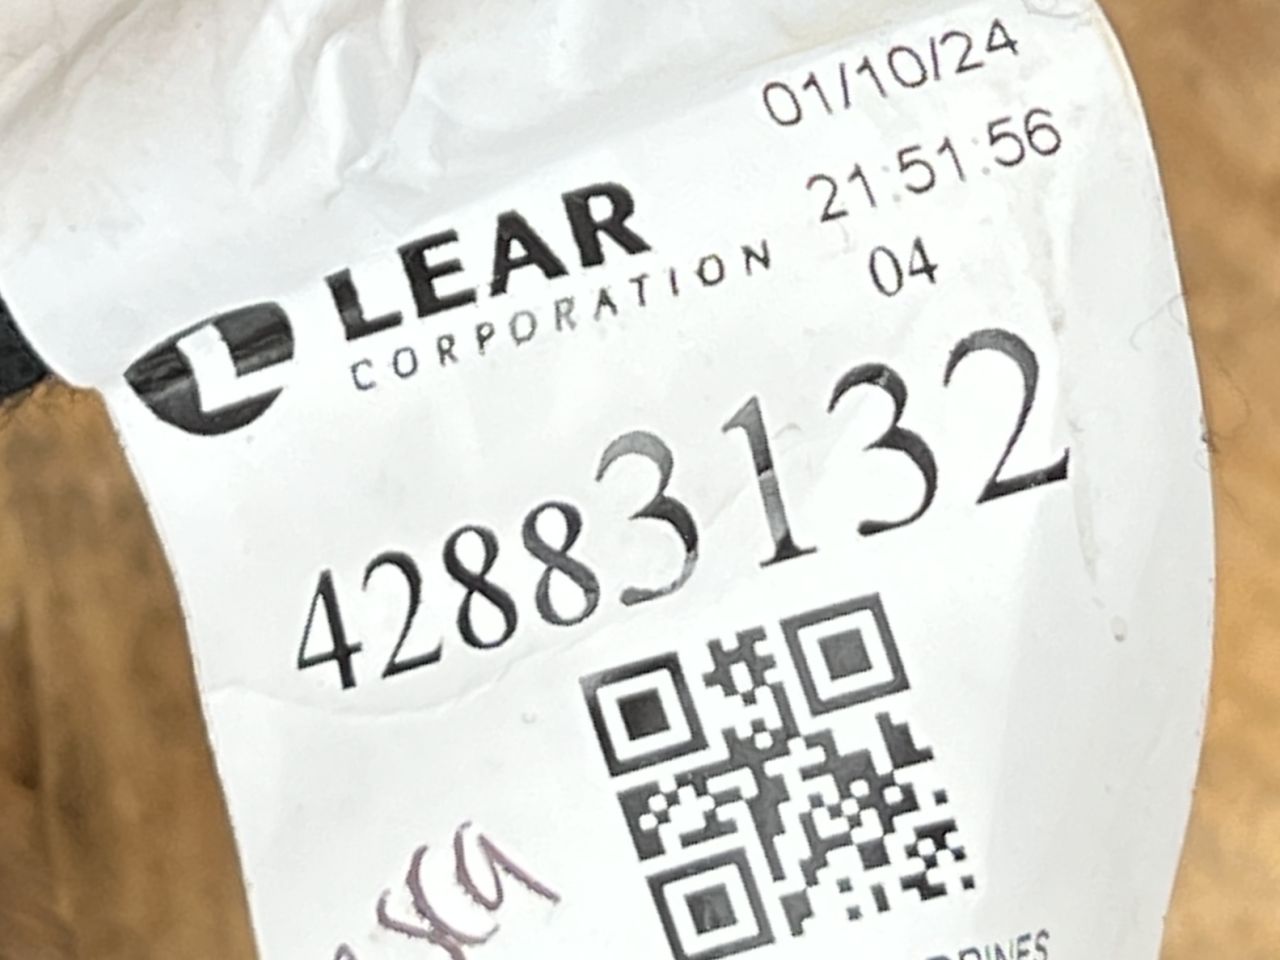 01/10/24
21:51:56
04
LEAR
CORPORATION
42883132